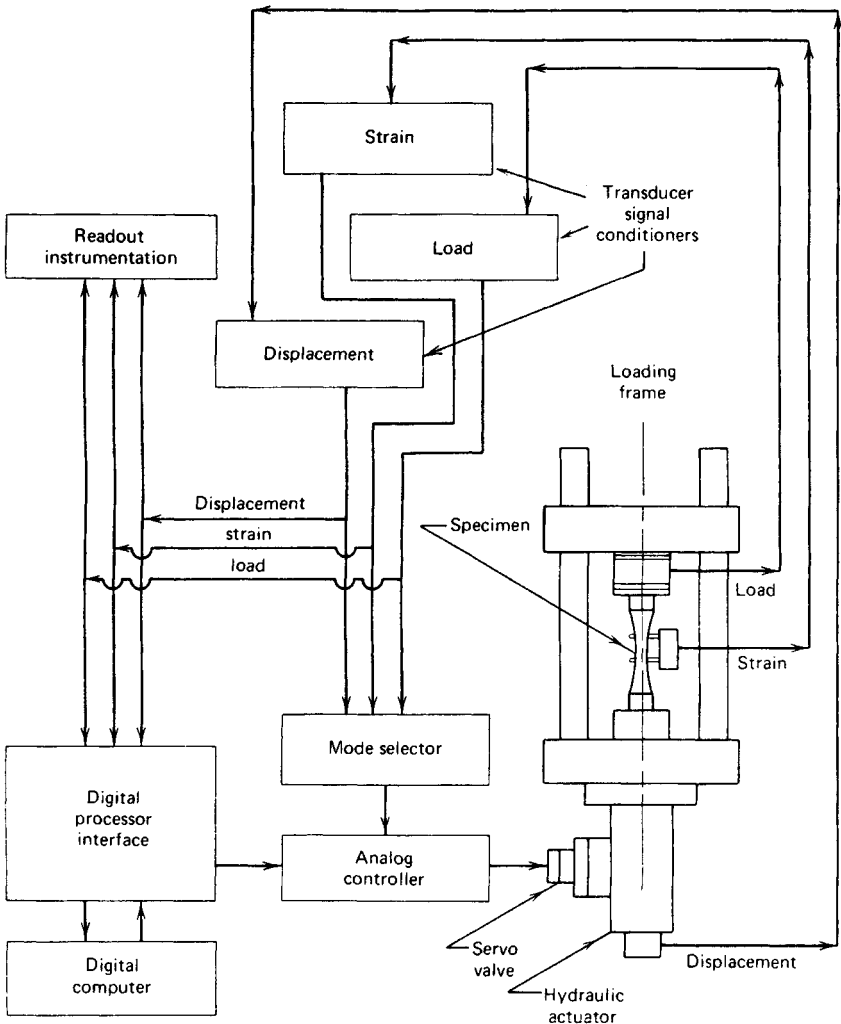 Strain
Transducer
signal
conditioners
Readout
instrumentation
Load
Displacement
Loading
frame
Displacement
strain
load
Specimen
Load
Strain
Mode selector
Digital
processor
interface
Analog
controller
Servo
valve
Displacement
Digital
computer
Hydraulic
actuator